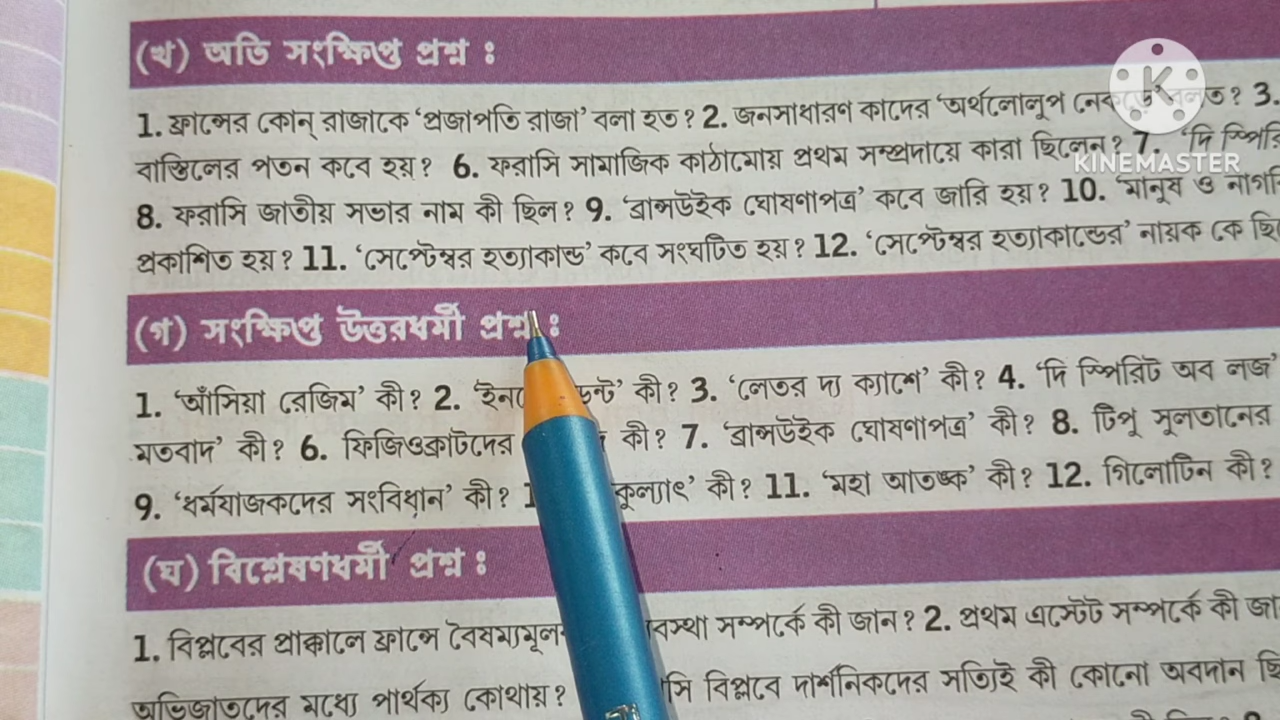 (খ) অতি সংক্ষিপ্ত প্রশ্ন ঃ
1. ফ্রান্সের কোন্ রাজাকে ‘প্রজাপতি রাজা’ বলা হত? 2. জনসাধারণ কাদের ‘অর্থলোলুপ 3.
বাস্তিলের পতন কবে হয়? 6. ফরাসি সামাজিক কাঠামোয় প্রথম সম্প্রদায়ে কারা ছিলেন? 7. ‘দি
8. ফরাসি জাতীয় সভার নাম কী ছিল? 9. ‘ব্রান্সউইক ঘোষণাপত্র’ কবে জারি হয়? 10. ‘মানুষ ও
প্রকাশিত হয়? 11. ‘সেপ্টেম্বর হত্যাকান্ড’ কবে সংঘটিত হয়? 12. ‘সেপ্টেম্বর হত্যাকান্ডের’ নায়ক কে
(গ) সংক্ষিপ্ত উত্তরধর্মী প্রশ্ন ঃ
1. ‘আঁসিয়া রেজিম’ কী? 2. কী? 3. ‘লেতর দ্য ক্যাশে’ কী? 4. ‘দি স্পিরিট অব লজ’
মতবাদ’ কী? 6. ফিজিওক্রাটদের কী? 7. ‘ব্রান্সউইক ঘোষণাপত্র’ কী? 8. টিপু সুলতানের
9. ‘ধর্মযাজকদের সংবিধান’ কী? কী? 11. ‘মহা আতঙ্ক’ কী? 12. গিলোটিন কী?
(ঘ) বিশ্লেষণধর্মী প্রশ্ন ঃ
1. বিপ্লবের প্রাক্কালে ফ্রান্সে সম্পর্কে কী জান? 2. প্রথম এস্টেট সম্পর্কে কী
অভিজাতদের মধ্যে পার্থক্য কোথায়? বিপ্লবে দার্শনিকদের সত্যিই কী কোনো অবদান
KINEMASTER